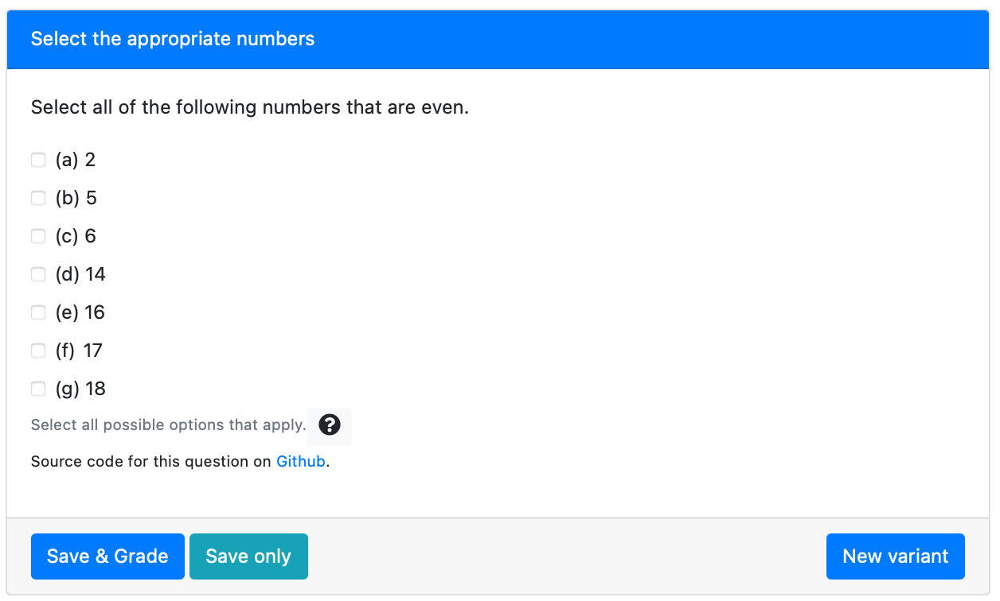 Select the appropriate numbers
Select all of the following numbers that are even.
(a) 2
(b) 5
(c) 6
(d) 14
(e) 16
(f) 17
(g) 18
Select all possible options that apply. ?
Source code for this question on Github.
Save & Grade Save only New variant